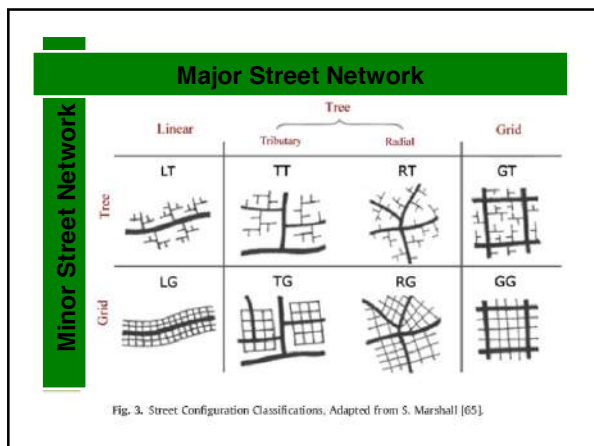 Major Street Network
Minor Street Network
Tree
Linear
Tributary
Radial
Grid
Tree
LT
TT
RT
GT
Grid
LG
TG
RG
GG
Fig. 3. Street Configuration Classifications, Adapted from S. Marshall [65].